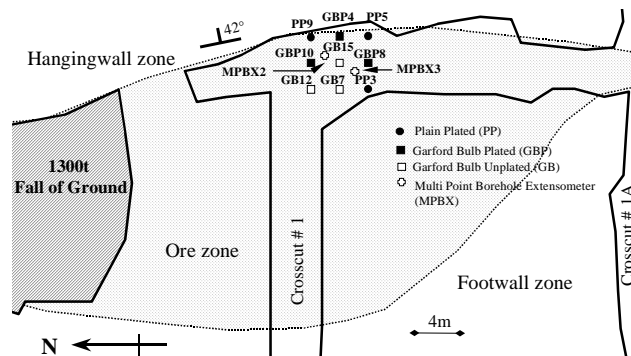 42°
PP9
GBP4
PP5
Hangingwall zone
GBP10
GB15
GBP8
MPBX2
MPBX3
GB12
GB7
PP3
Plain Plated (PP)
Garford Bulb Plated (GBP)
Garford Bulb Unplated (GB)
Multi Point Borehole Extensometer
(MPBX)
1300t
Fall of Ground
Ore zone
Crosscut # 1
Crosscut # 1A
Footwall zone
4m
N